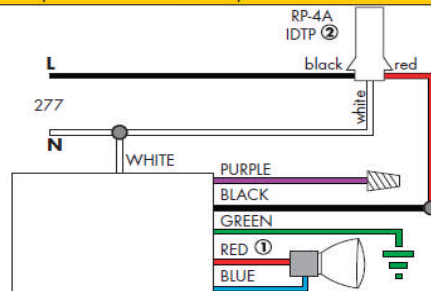 RP-4A
IDTP ②
L
black
red
277
white
N
WHITE
PURPLE
BLACK
GREEN
RED ①
BLUE